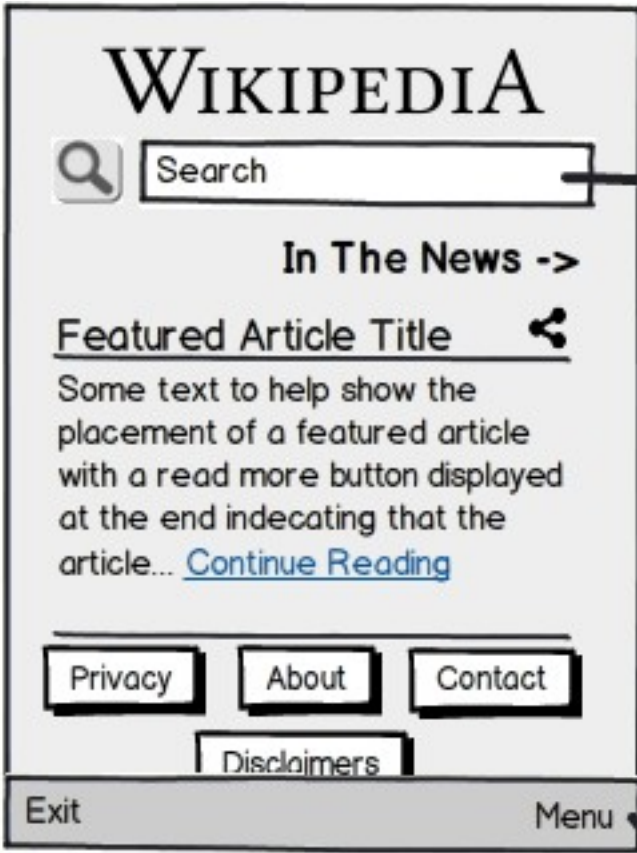 WIKIPEDIA
Search
In The News ->
Featured Article Title
Some text to help show the
placement of a featured article
with a read more button displayed
at the end indecating that the
article... Continue Reading
Privacy About Contact
Disclaimers
Exit Menu